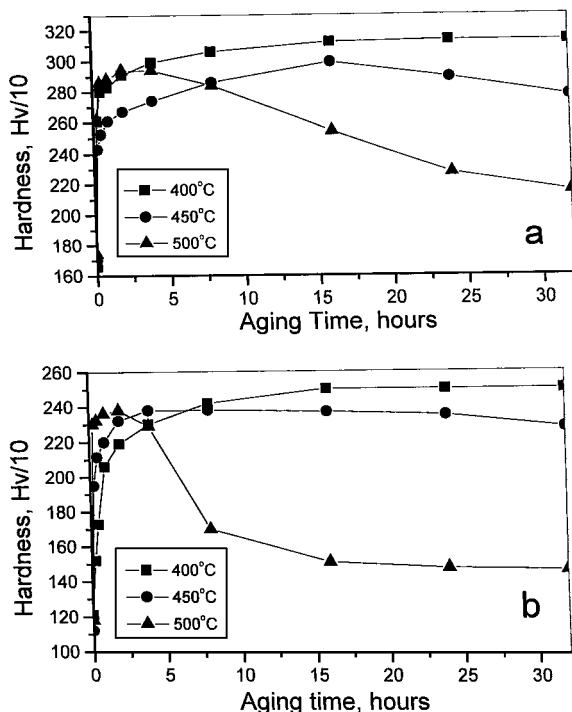 320
300
280
260
240
220
200
180
160
Hardness, Hv/10
400°C
450°C
500°C
a
0 5 10 15 20 25 30
Aging Time, hours
260
240
220
200
180
160
140
120
100
Hardness, Hv/10
400°C
450°C
500°C
b
0 5 10 15 20 25 30
Aging time, hours